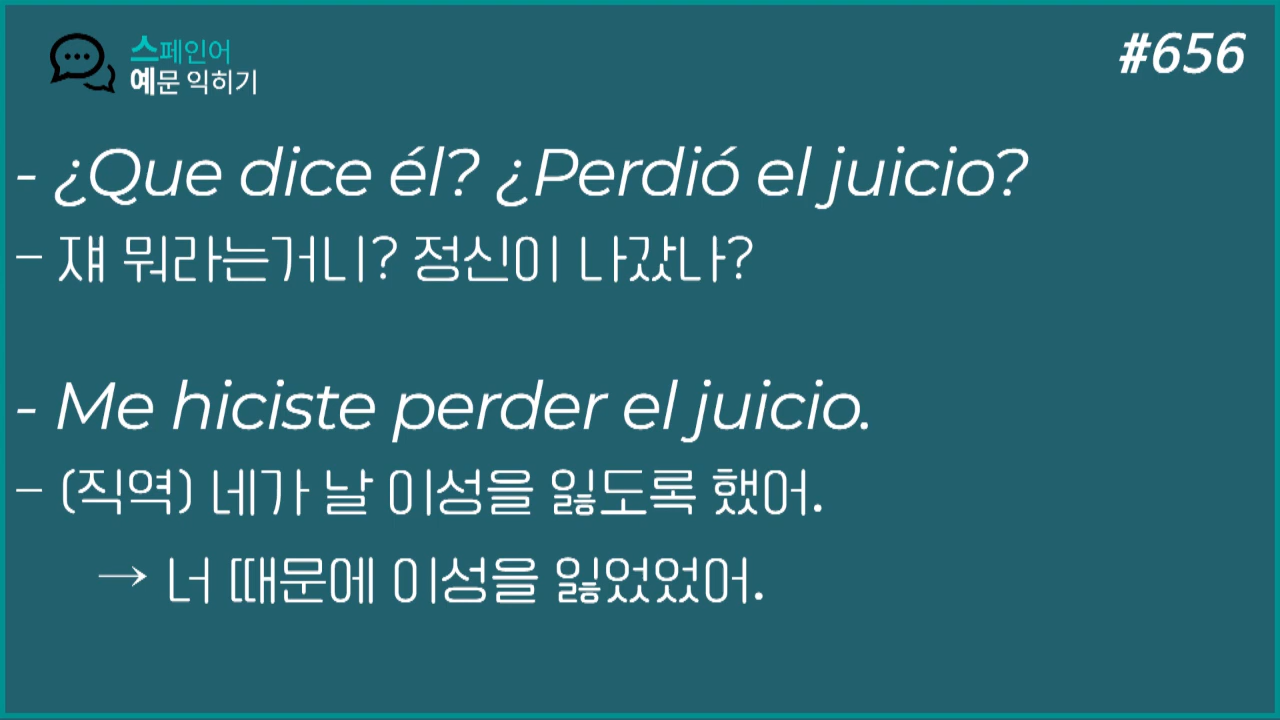 스페인어
예문 익히기
#656
- ¿Que dice él? ¿Perdió el juicio?
- 쟤 뭐라는거니? 정신이 나갔나?
- Me hiciste perder el juicio.
- (직역) 네가 날 이성을 잃도록 했어.
→ 너 때문에 이성을 잃었었어.